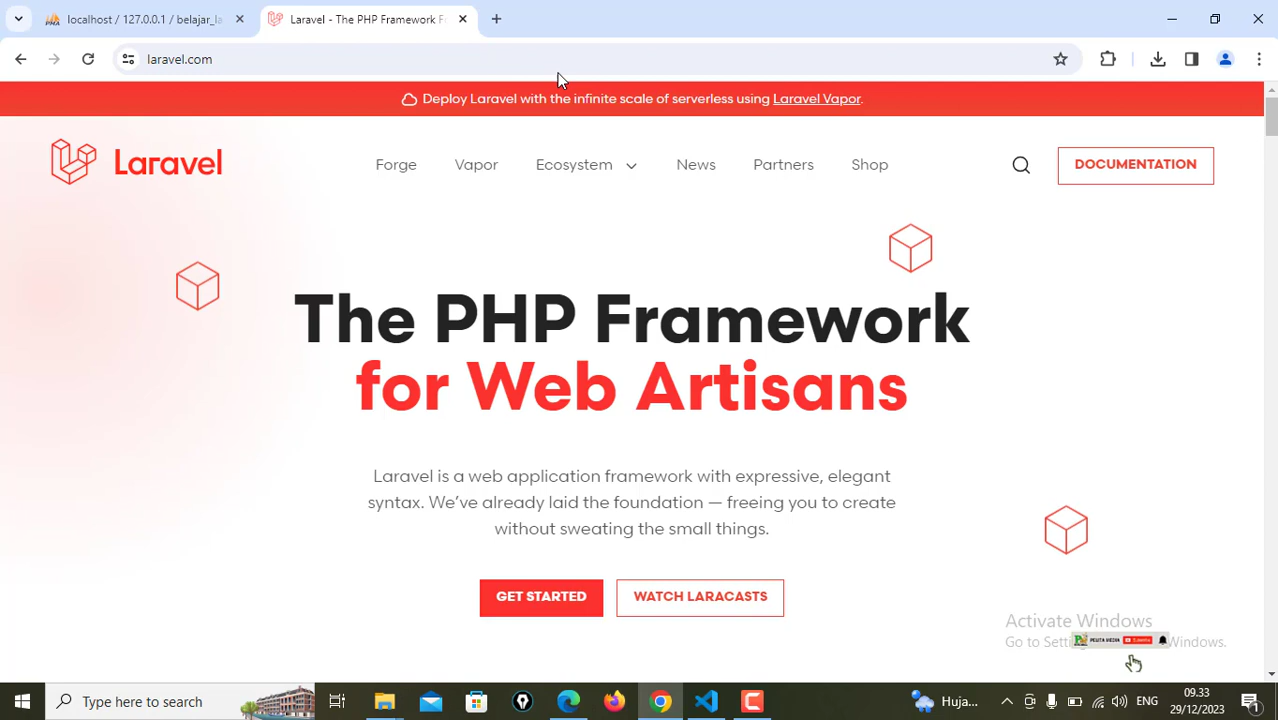 localhost / 127.0.0.1 / belajar_la
Laravel - The PHP Framework F
laravel.com
Deploy Laravel with the infinite scale of serverless using Laravel Vapor.
Laravel
Forge
Vapor
Ecosystem
News
Partners
Shop
DOCUMENTATION
The PHP Framework
for Web Artisans
Laravel is a web application framework with expressive, elegant
syntax. We’ve already laid the foundation — freeing you to create
without sweating the small things.
GET STARTED
WATCH LARACASTS
Activate Windows
Go to Setti Windows.
Type here to search
Huja...
ENG
09.33
29/12/2023
1